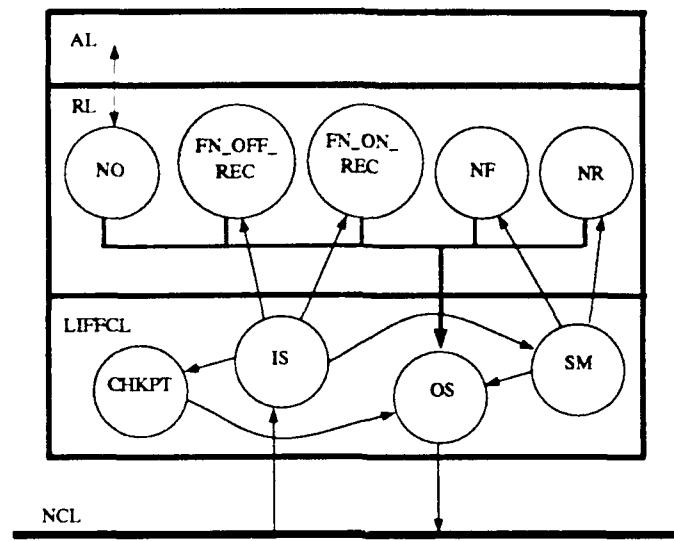 AL
RL
NO
FN_OFF_
REC
FN_ON_
REC
NF
NR
LIFFCL
CHKPT
IS
OS
SM
NCL